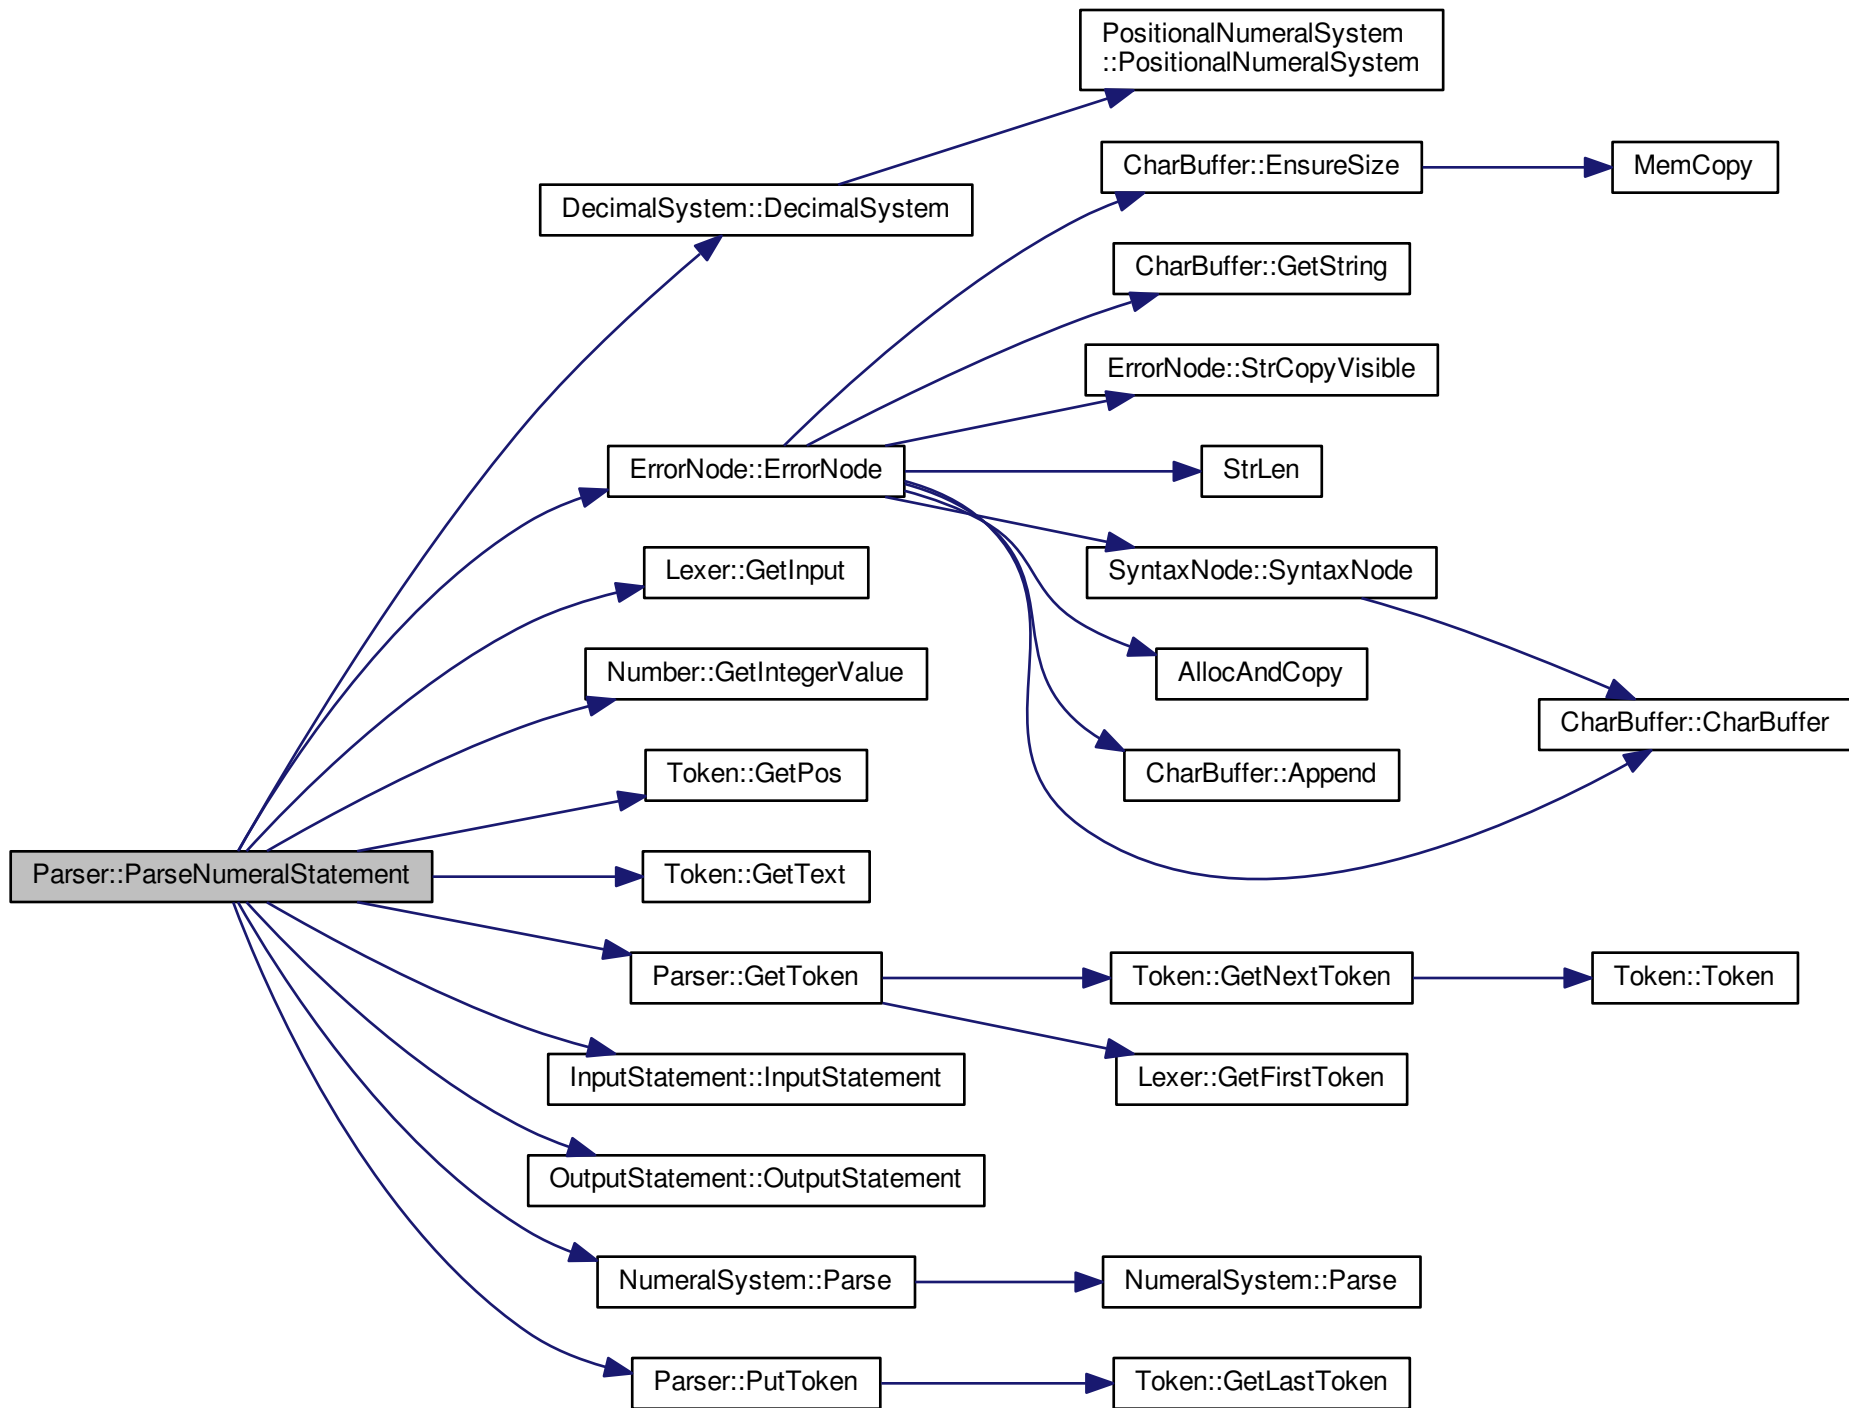 PositionalNumeralSystem
::PositionalNumeralSystem
CharBuffer::EnsureSize
MemCopy
DecimalSystem::DecimalSystem
CharBuffer::GetString
ErrorNode::StrCopyVisible
ErrorNode::ErrorNode
StrLen
Lexer::GetInput
SyntaxNode::SyntaxNode
Number::GetIntegerValue
AllocAndCopy
CharBuffer::CharBuffer
Token::GetPos
CharBuffer::Append
Parser::ParseNumeralStatement
Token::GetText
Parser::GetToken
Token::GetNextToken
Token::Token
InputStatement::InputStatement
Lexer::GetFirstToken
OutputStatement::OutputStatement
NumeralSystem::Parse
NumeralSystem::Parse
Parser::PutToken
Token::GetLastToken